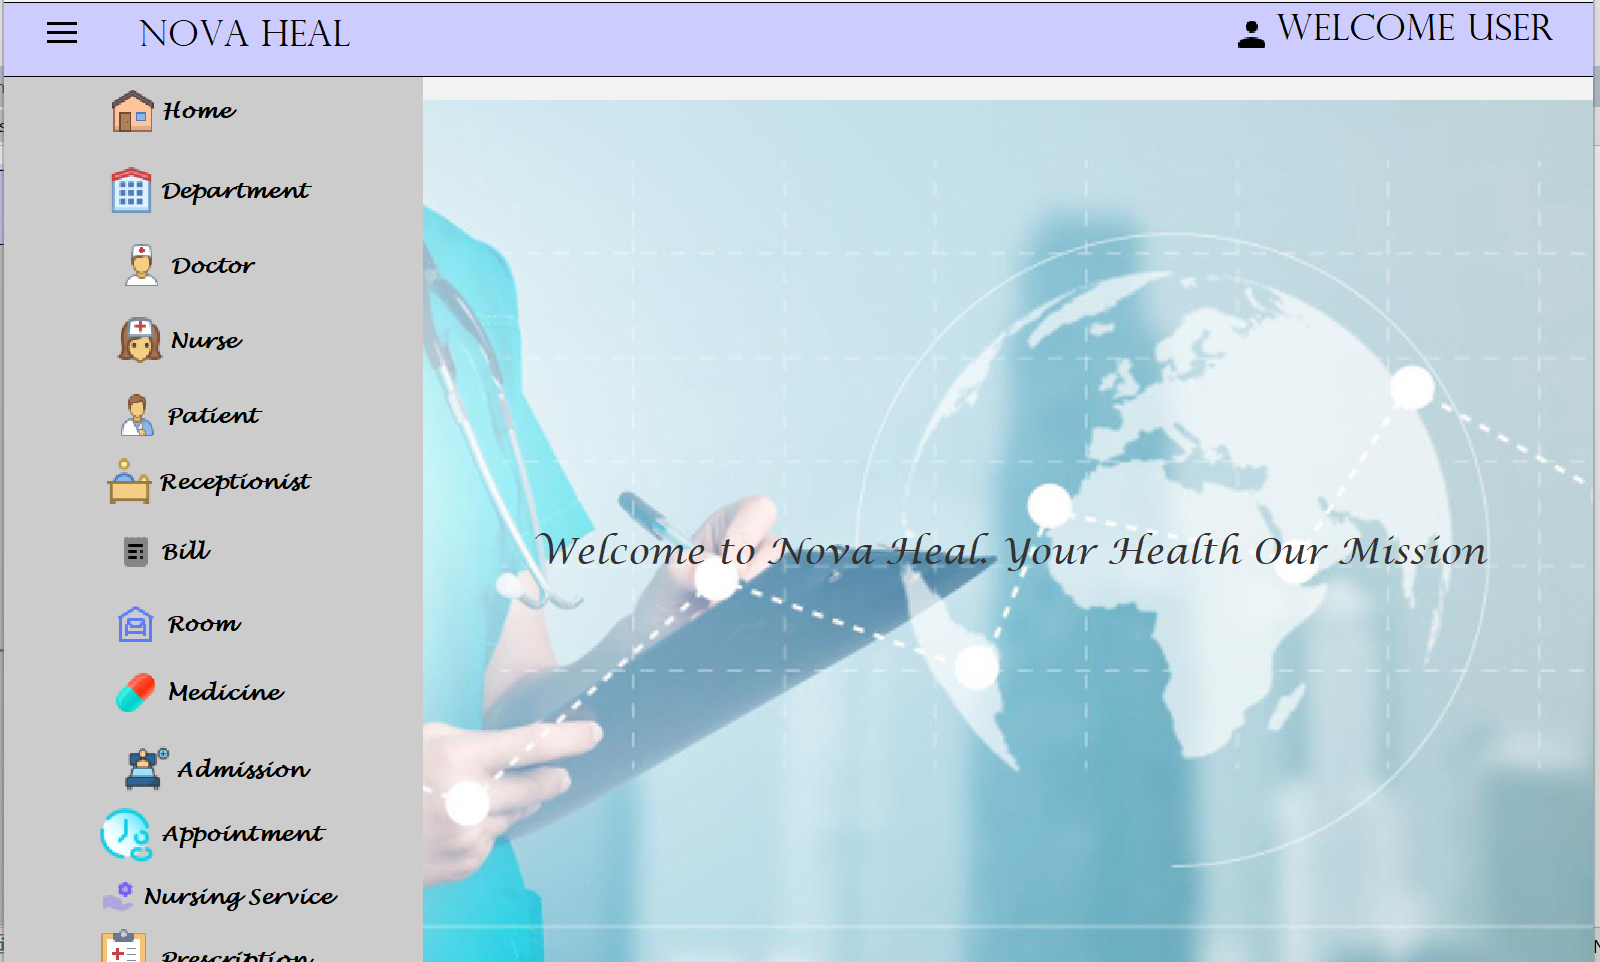 NOVA HEAL
WELCOME USER
Home
Department
Doctor
Nurse
Patient
Receptionist
Bill
Room
Medicine
Admission
Appointment
Nursing Service
Prescription
Welcome to Nova Heal. Your Health Our Mission